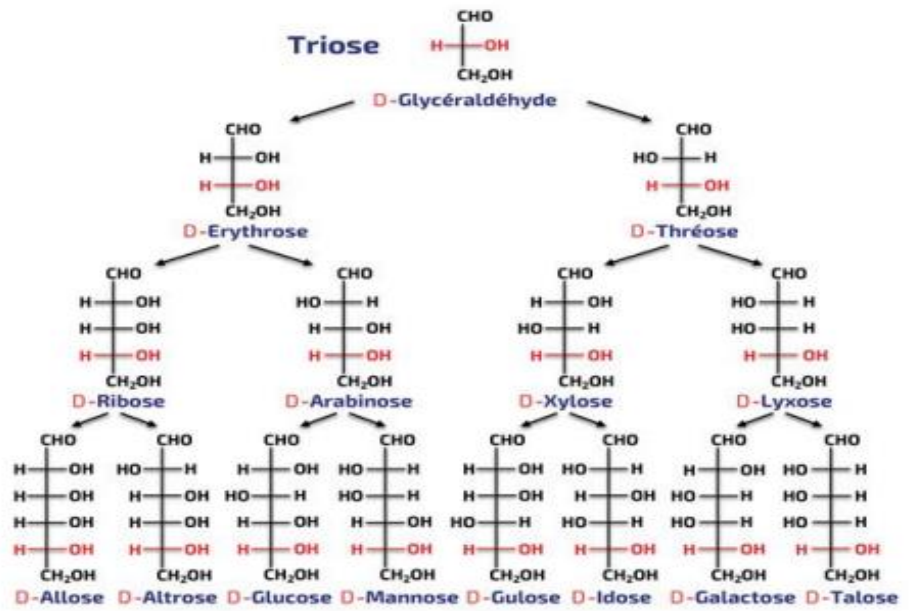 Triose
CHO
H OH
CH₂OH
D-Glycéraldéhyde
CHO CHO
H OH HO H
H OH H OH
CH₂OH CH₂OH
D-Erythrose D-Thréose
CHO CHO CHO CHO
H OH HO H H OH HO H
H OH H OH HO H HO H
H OH H OH H OH H OH
CH₂OH CH₂OH CH₂OH CH₂OH
D-Ribose D-Arabinose D-Xylose D-Lyxose
CHO CHO CHO CHO CHO CHO CHO CHO
H OH HO H H OH HO H H OH HO H H OH HO H
H OH H OH HO H HO H H OH H OH HO H HO H
H OH H OH H OH H OH HO H HO H HO H HO H
H OH H OH H OH H OH H OH H OH H OH H OH
CH₂OH CH₂OH CH₂OH CH₂OH CH₂OH CH₂OH CH₂OH CH₂OH
D-Allose D-Altrose D-Glucose D-Mannose D-Gulose D-Idose D-Galactose D-Talose